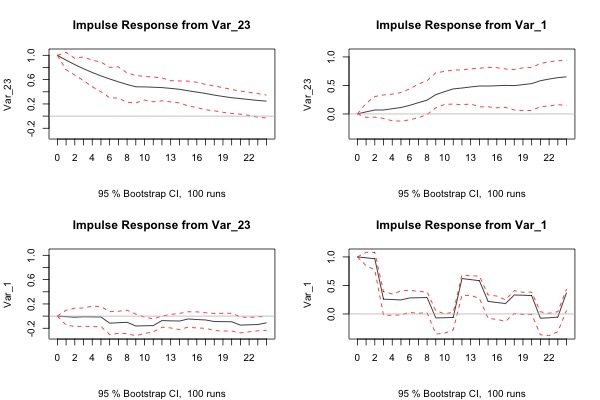 Impulse Response from Var_23
Var_23
-0.2 0.2 0.6 1.0
0 2 4 6 8 10 13 16 19 22
95 % Bootstrap CI,  100 runs
Impulse Response from Var_1
Var_23
0.0 0.5 1.0
0 2 4 6 8 10 13 16 19 22
95 % Bootstrap CI,  100 runs
Impulse Response from Var_23
Var_1
-0.2 0.2 0.6 1.0
0 2 4 6 8 10 13 16 19 22
95 % Bootstrap CI,  100 runs
Impulse Response from Var_1
Var_1
0.0 0.5 1.0
0 2 4 6 8 10 13 16 19 22
95 % Bootstrap CI,  100 runs